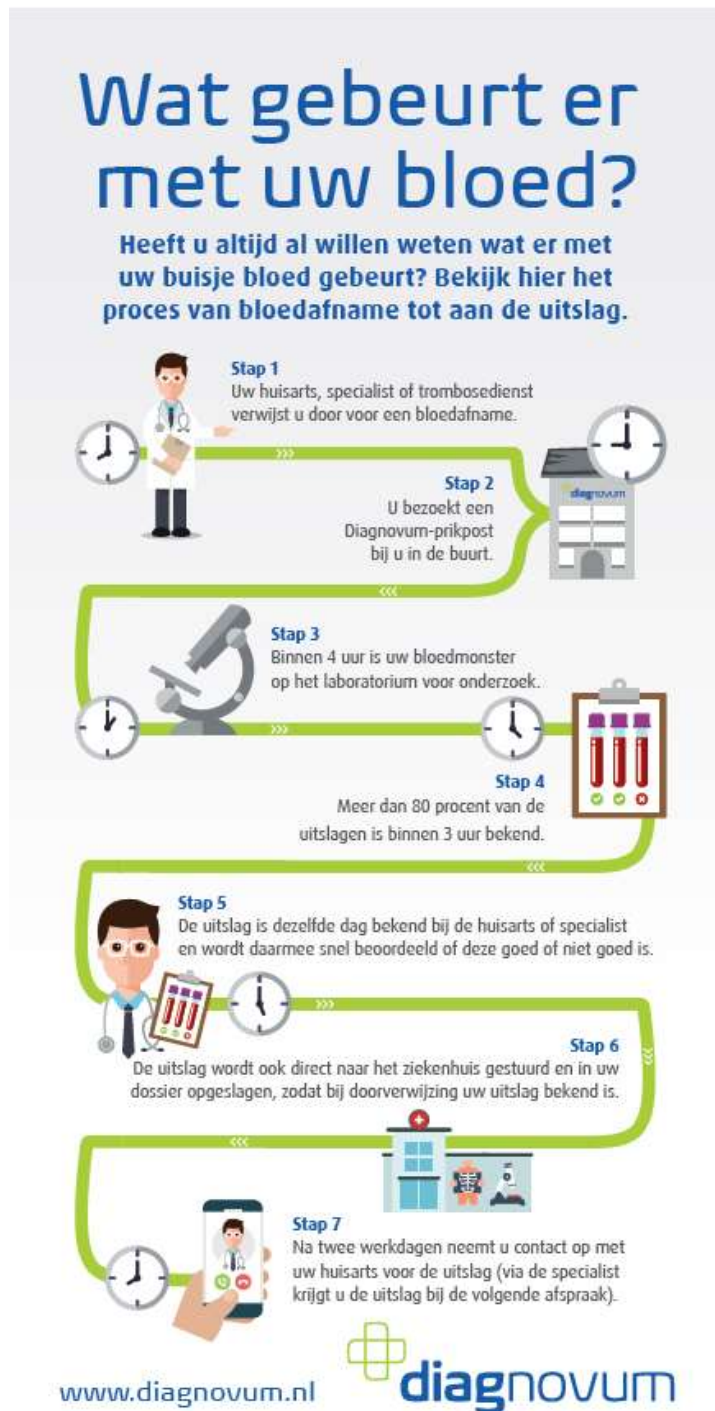 Wat gebeurt er
met uw bloed?
Heeft u altijd al willen weten wat er met
uw buisje bloed gebeurt? Bekijk hier het
proces van bloedafname tot aan de uitslag.
Stap 1
Uw huisarts, specialist of trombosedienst
verwijst u door voor een bloedafname.
diagnovum
Stap 2
U bezoekt een
Diagnovum-prikpost
bij u in de buurt.
Stap 3
Binnen 4 uur is uw bloedmonster
op het laboratorium voor onderzoek.
Stap 4
Meer dan 80 procent van de
uitslagen is binnen 3 uur bekend.
Stap 5
De uitslag is dezelfde dag bekend bij de huisarts of specialist
en wordt daarmee snel beoordeeld of deze goed of niet goed is.
Stap 6
De uitslag wordt ook direct naar het ziekenhuis gestuurd en in uw
dossier opgeslagen, zodat bij doorverwijzing uw uitslag bekend is.
Stap 7
Na twee werkdagen neemt u contact op met
uw huisarts voor de uitslag (via de specialist
krijgt u de uitslag bij de volgende afspraak).
www.diagnovum.nl
diagnovum